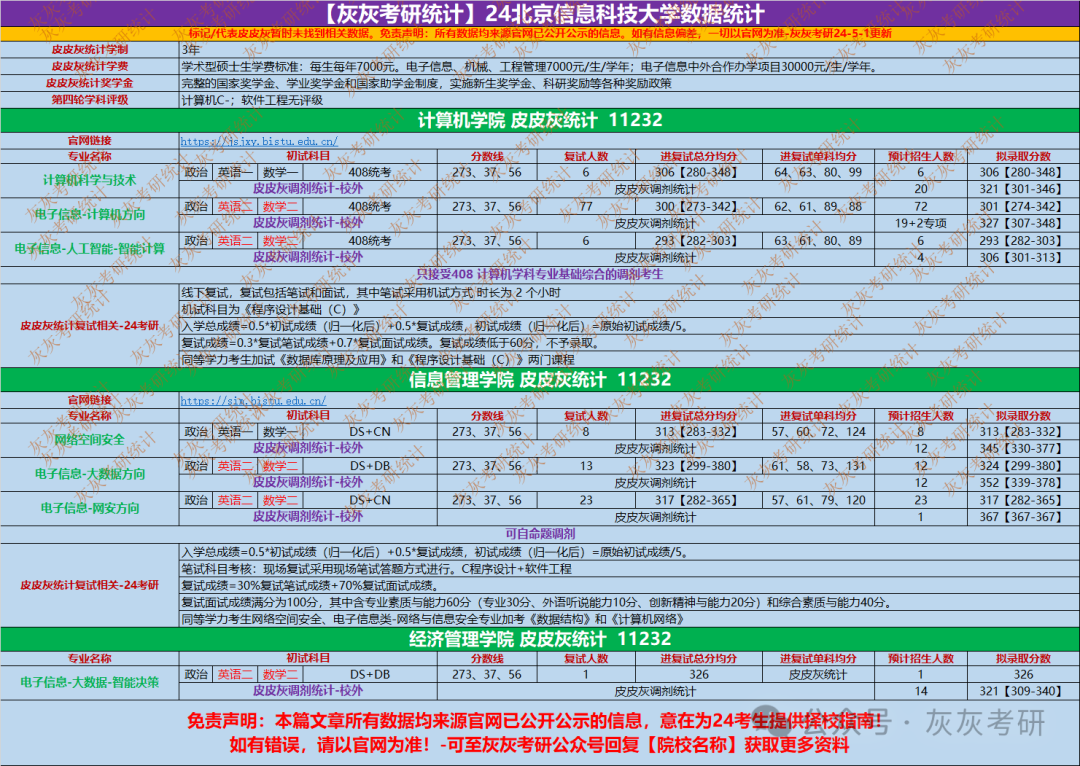 【灰灰考研统计】24北京信息科技大学数据统计
标记/代表皮皮灰暂时未找到相关数据。免责声明：所有数据均来源官网已公开公示的信息。如有信息偏差，一切以官网为准-灰灰考研24-5-1更新
皮皮灰统计学制 3年
皮皮灰统计学费 学术型硕士生学费标准：每生每年7000元。电子信息、机械、工程管理7000元/生/学年；电子信息中外合作办学项目30000元/生/学年。
皮皮灰统计奖学金 完整的国家奖学金、学业奖学金和国家助学金制度，实施新生奖学金、科研奖励等各种奖励政策
第四轮学科评级 计算机C-；软件工程无评级
计算机学院 皮皮灰统计 11232
官网链接 https://jsjxy.bistu.edu.cn/
专业名称 初试科目 分数线 复试人数 进复试总分均分 进复试单科均分 预计招生人数 拟录取分数
计算机科学与技术 政治 英语一 数学一 408统考 273、37、56 6 306【280-348】 64、63、80、99 6 306【280-348】
皮皮灰调剂统计-校外 皮皮灰调剂统计 20 321【301-346】
电子信息-计算机方向 政治 英语二 数学二 408统考 273、37、56 77 300【273-342】 62、61、89、88 72 301【274-342】
皮皮灰调剂统计-校外 皮皮灰调剂统计 19+2专项 327【307-348】
电子信息-人工智能-智能计算 政治 英语二 数学二 408统考 273、37、56 6 293【282-303】 63、61、80、89 6 293【282-303】
皮皮灰调剂统计-校外 皮皮灰调剂统计 4 306【301-313】
只接受408 计算机学科专业基础综合的调剂考生
皮皮灰统计复试相关-24考研
线下复试，复试包括笔试和面试，其中笔试采用机试方式 时长为 2 个小时
机试科目为《程序设计基础（C）》
入学总成绩=0.5*初试成绩（归一化后）+0.5*复试成绩，初试成绩（归一化后）=原始初试成绩/5。
复试成绩=0.3*复试笔试成绩+0.7*复试面试成绩。复试成绩低于60分，不予录取。
同等学力考生加试《数据库原理及应用》和《程序设计基础（C）》两门课程
信息管理学院 皮皮灰统计 11232
官网链接 https://sim.bistu.edu.cn/
专业名称 初试科目 分数线 复试人数 进复试总分均分 进复试单科均分 预计招生人数 拟录取分数
网络空间安全 政治 英语一 数学一 DS+CN 273、37、56 8 313【283-332】 57、60、72、124 8 313【283-332】
皮皮灰调剂统计-校外 皮皮灰调剂统计 12 345【330-377】
电子信息-大数据方向 政治 英语二 数学二 DS+DB 273、37、56 13 323【299-380】 61、58、73、131 12 324【299-380】
皮皮灰调剂统计-校外 皮皮灰调剂统计 12 352【339-378】
电子信息-网安方向 政治 英语二 数学二 DS+CN 273、37、56 23 317【282-365】 57、61、79、120 23 317【282-365】
皮皮灰调剂统计-校外 皮皮灰调剂统计 1 367【367-367】
可自命题调剂
皮皮灰统计复试相关-24考研
入学总成绩=0.5*初试成绩（归一化后）+0.5*复试成绩，初试成绩（归一化后）=原始初试成绩/5。
笔试科目考核：现场复试采用现场笔试答题方式进行。C程序设计+软件工程
复试成绩=30%复试笔试成绩+70%复试面试成绩。
复试面试成绩满分为100分，其中含专业素质与能力60分（专业30分、外语听说能力10分、创新精神与能力20分）和综合素质与能力40分。
同等学力考生网络空间安全、电子信息类-网络与信息安全专业加考《数据结构》和《计算机网络》
经济管理学院 皮皮灰统计 11232
专业名称 初试科目 分数线 复试人数 进复试总分均分 进复试单科均分 预计招生人数 拟录取分数
电子信息-大数据-智能决策 政治 英语二 数学二 DS+DB 273、37、56 1 326 皮皮灰统计 1 326
皮皮灰调剂统计-校外 皮皮灰调剂统计 14 321【309-340】
免责声明：本篇文章所有数据均来源官网已公开公示的信息，意在为24考生提供择校指南！
如有错误，请以官网为准！-可至灰灰考研公众号回复【院校名称】获取更多资料
公众号 · 灰灰考研